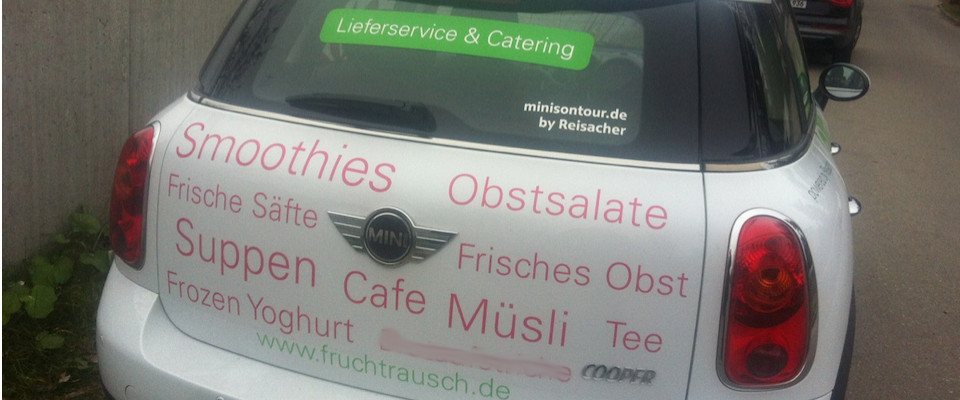 Lieferservice & Catering
minisontour.de
by Reisacher
Smoothies
Obstsalate
Frische Säfte
MINI
Frisches Obst
Suppen
Cafe
Müsli
Tee
Frozen Yoghurt
www.fruchtrausch.de
COOPER